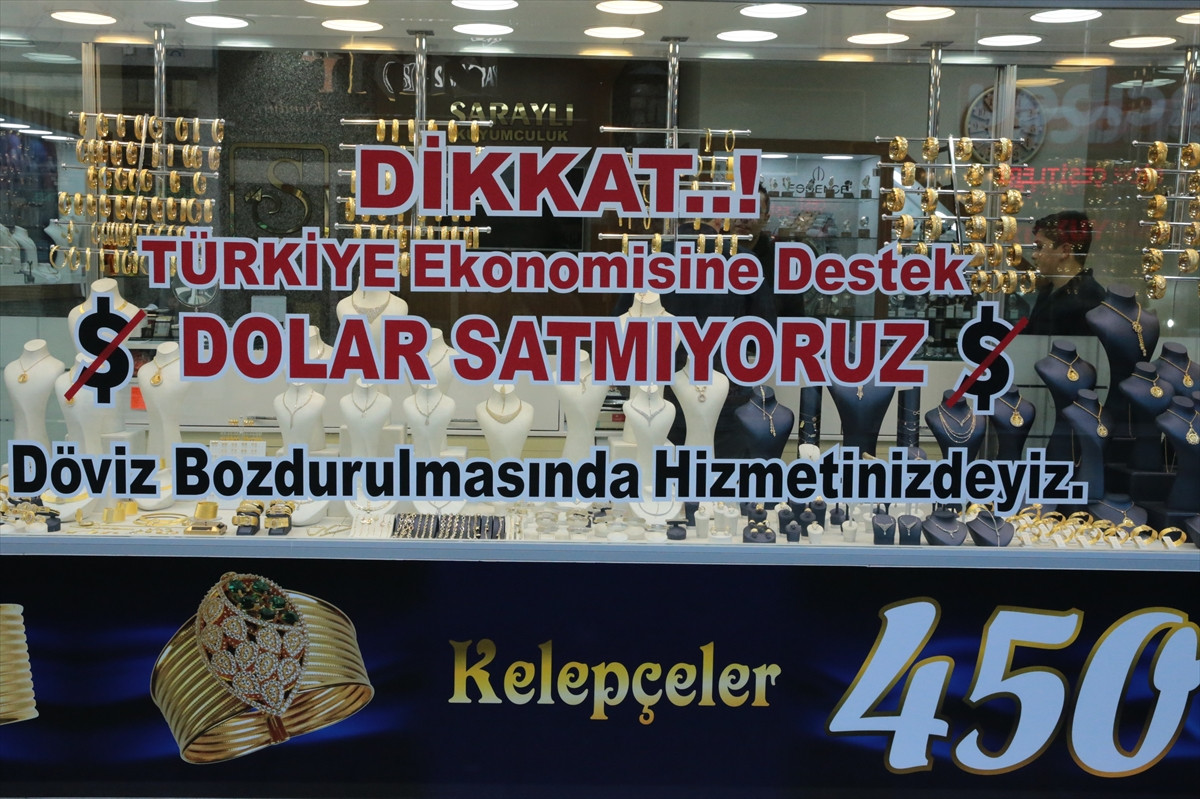 SARAYLI
KUYUMCULUK
DİKKAT..!
TÜRKİYE Ekonomisine Destek
$ DOLAR SATMIYORUZ $
Döviz Bozdurulmasında Hizmetinizdeyiz.
Kelepçeler 450